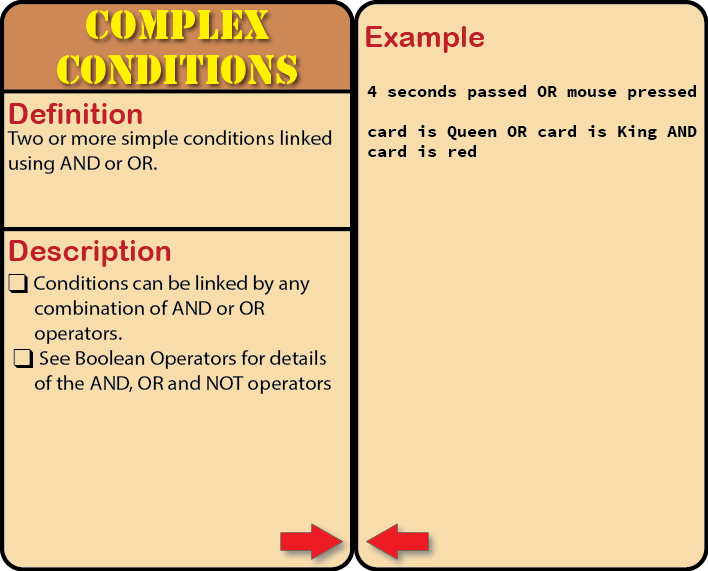 COMPLEX
CONDITIONS
Definition
Two or more simple conditions linked
using AND or OR.
Description
❏ Conditions can be linked by any
combination of AND or OR
operators.
❏ See Boolean Operators for details
of the AND, OR and NOT operators
Example
4 seconds passed OR mouse pressed
card is Queen OR card is King AND
card is red